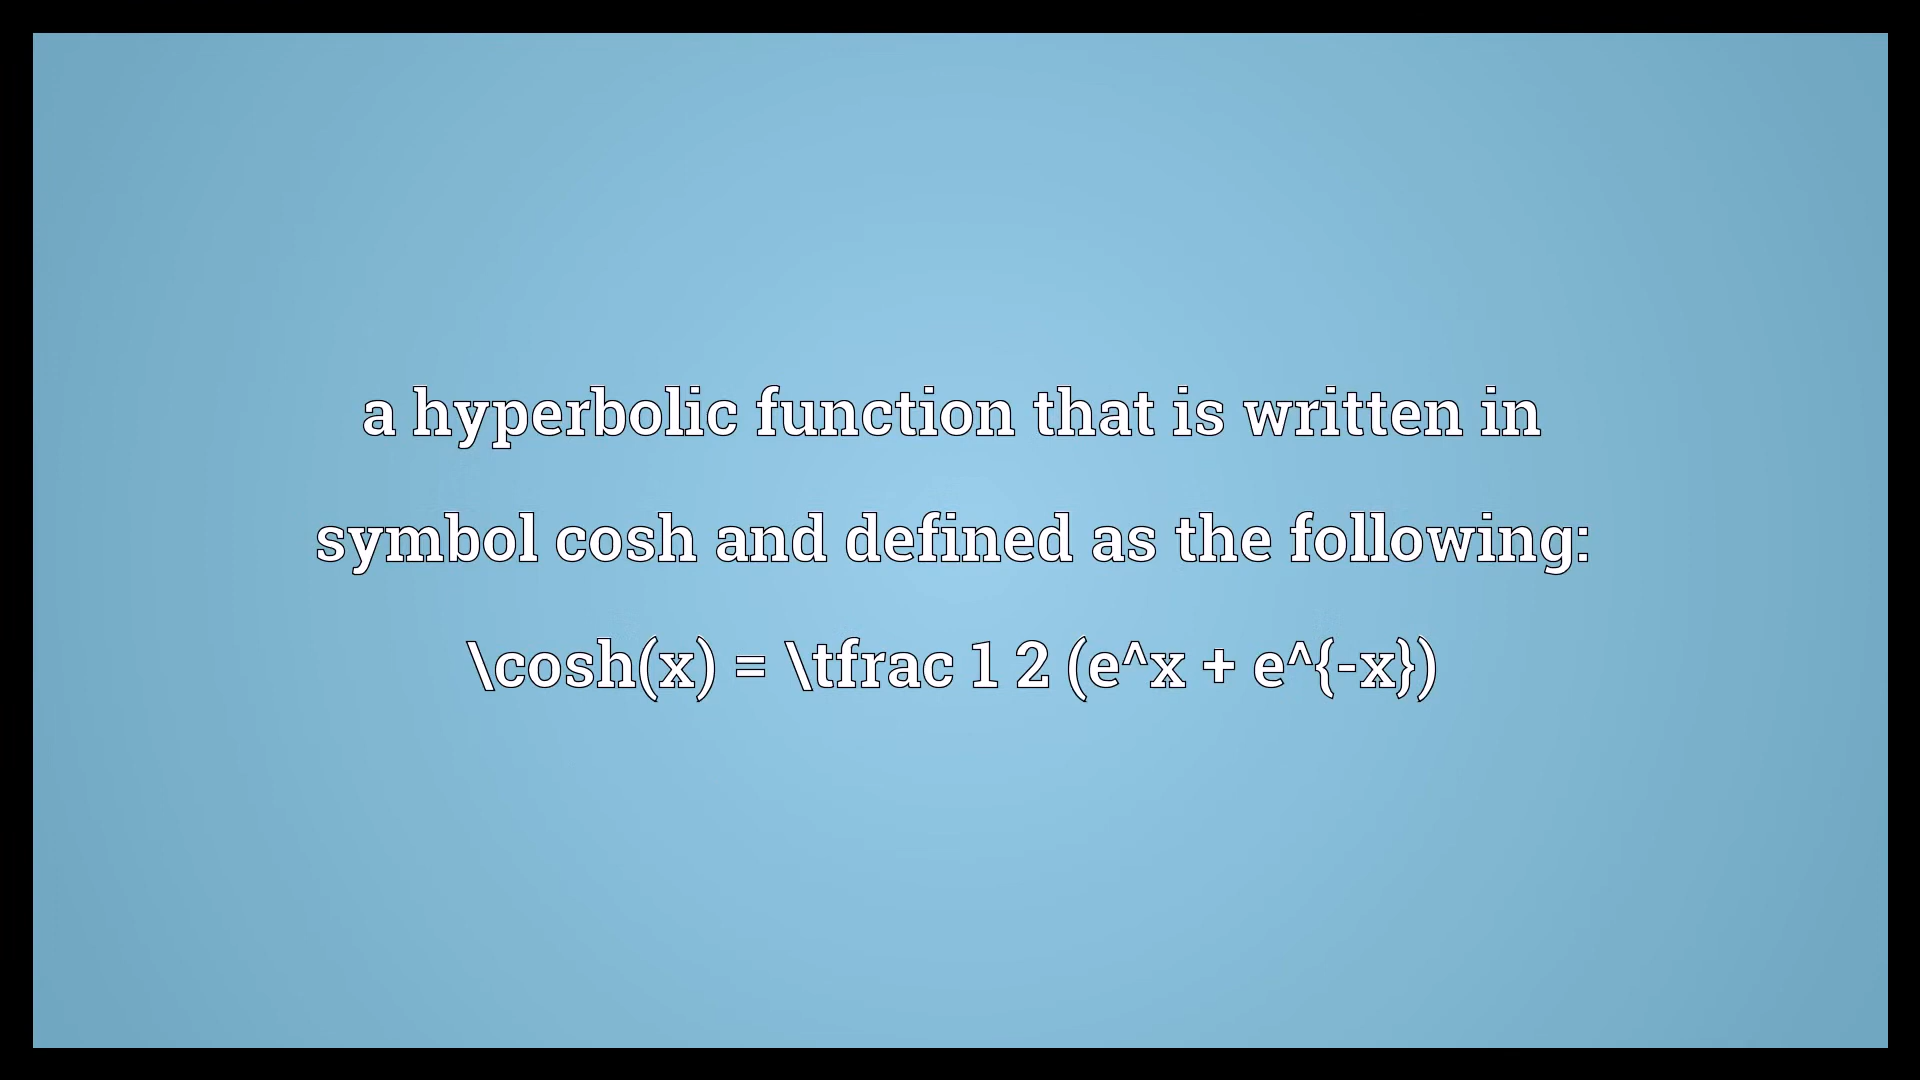 a hyperbolic function that is written in
symbol cosh and defined as the following:
\cosh(x) = \tfrac 1 2 (e^x + e^{-x})